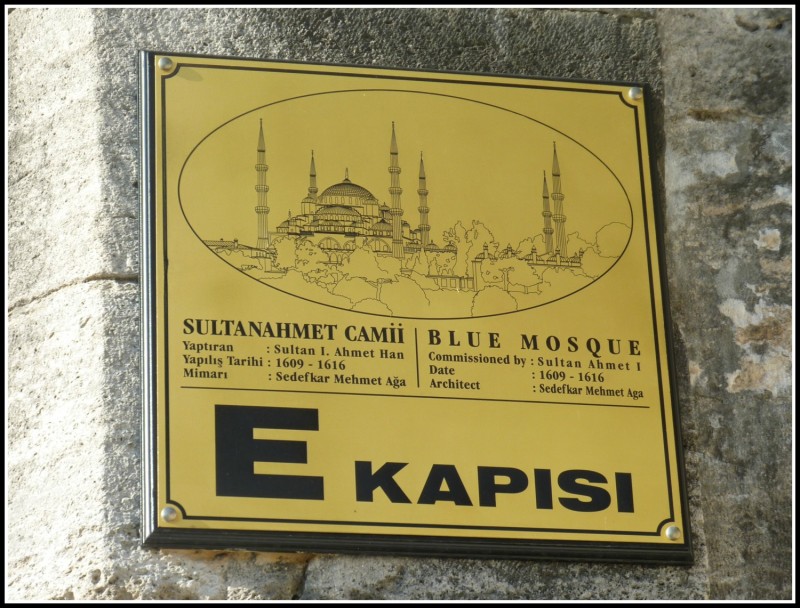 SULTANAHMET CAMİİ
Yaptıran : Sultan I. Ahmet Han
Yapılış Tarihi : 1609 - 1616
Mimarı : Sedefkar Mehmet Ağa
BLUE MOSQUE
Commissioned by : Sultan Ahmet I
Date : 1609 - 1616
Architect : Sedefkar Mehmet Aga
E KAPISI